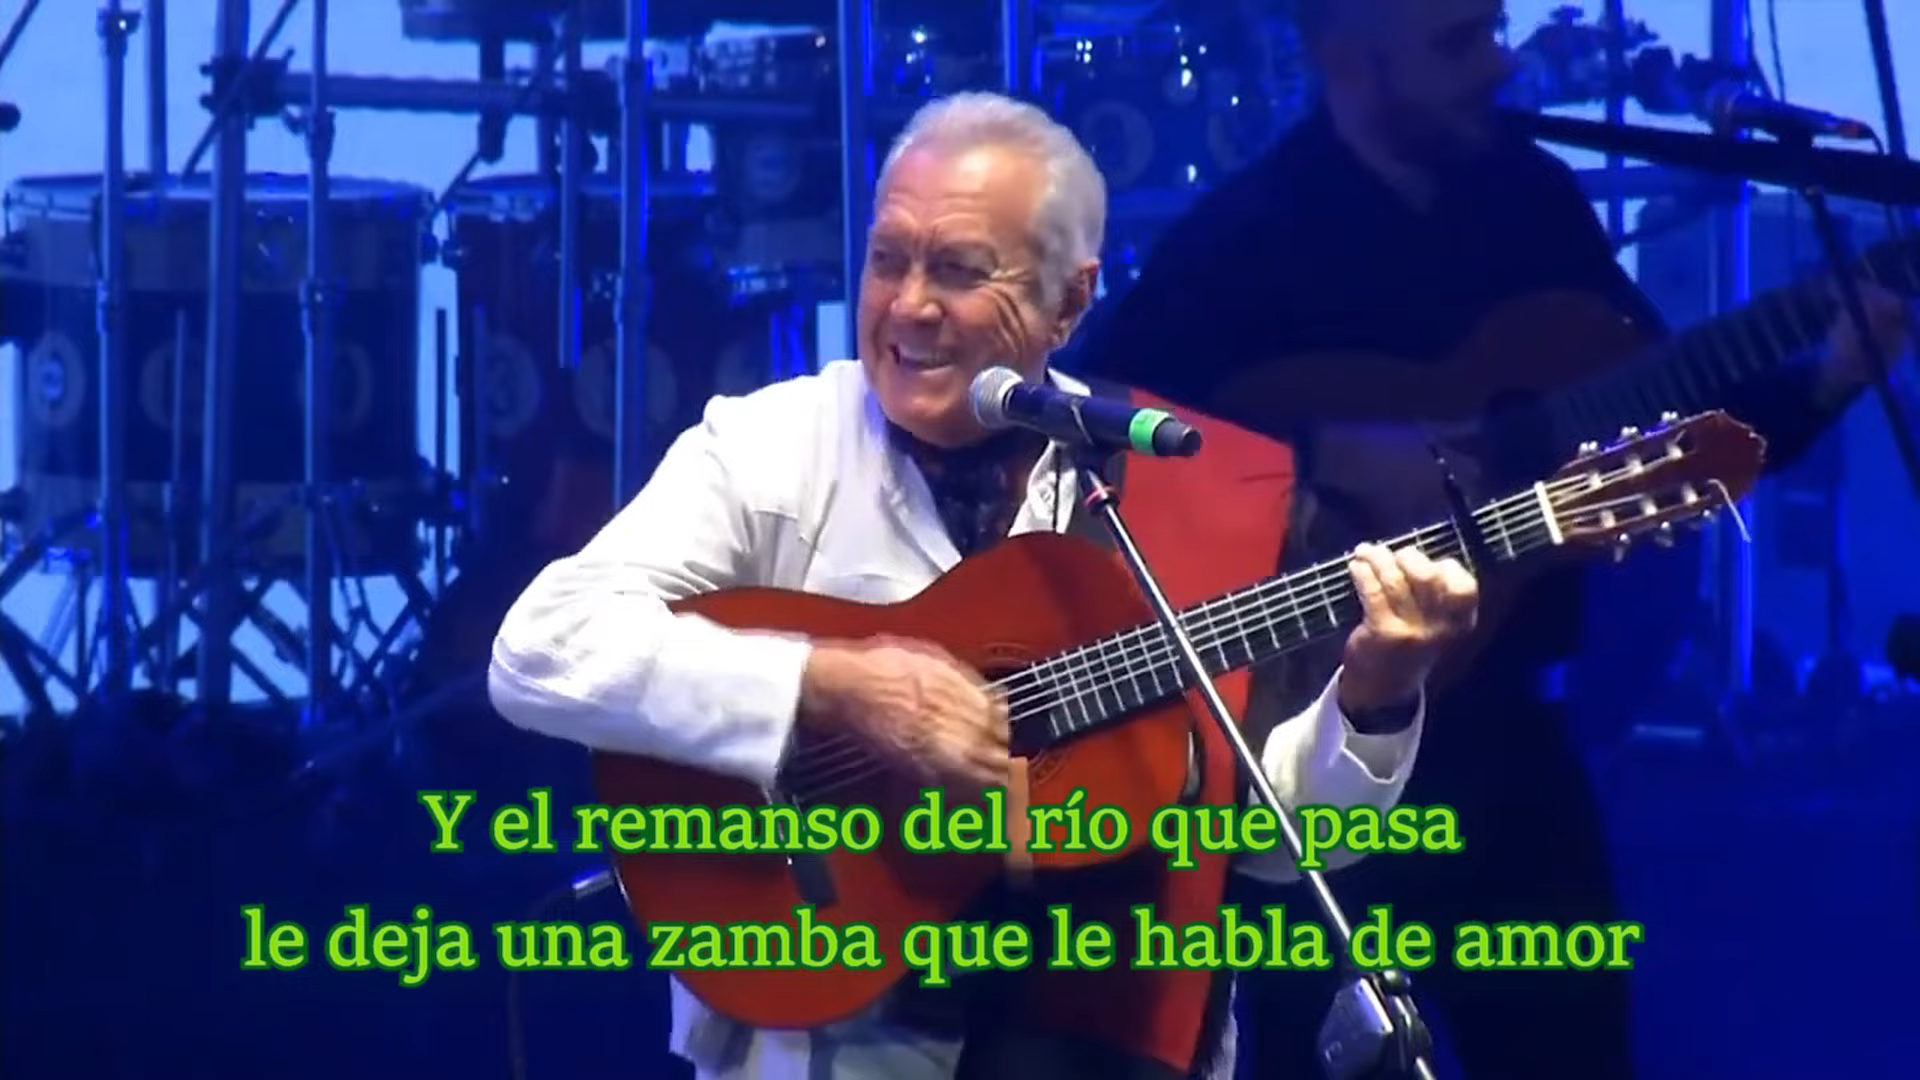 Y el remanso del río que pasa
le deja una zamba que le habla de amor